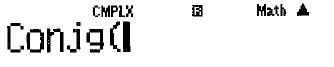 CMPLX R Math ▲
Conjg(